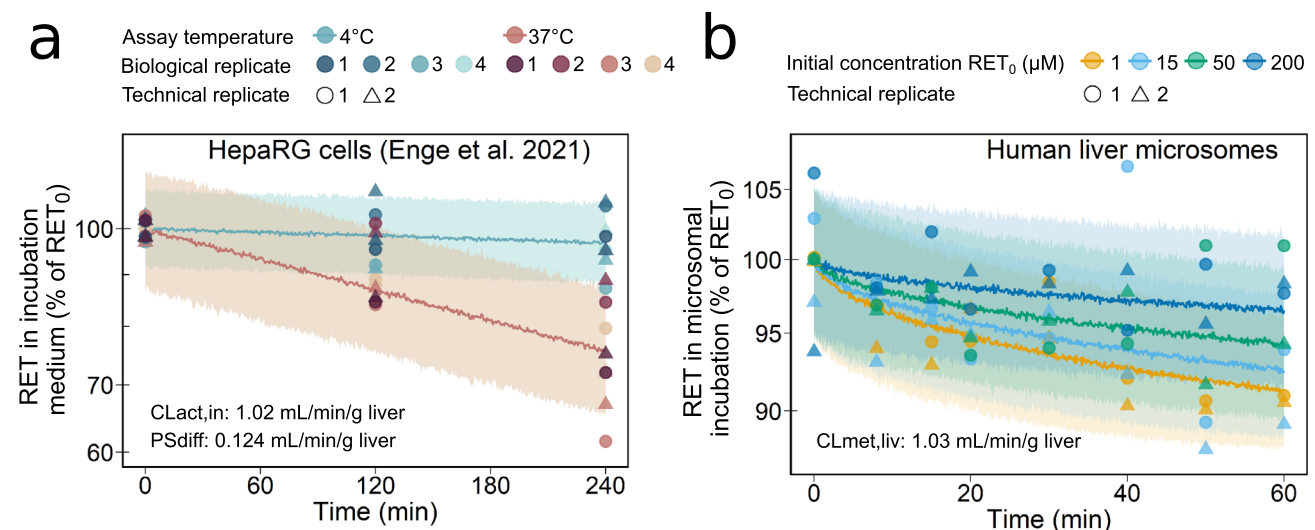 a
Assay temperature 4°C 37°C
Biological replicate 1 2 3 4 1 2 3 4
Technical replicate 1 2
HepaRG cells (Enge et al. 2021)
RET in incubation
medium (% of RET0)
100
70
60
CLact,in: 1.02 mL/min/g liver
PSdiff: 0.124 mL/min/g liver
0 60 120 180 240
Time (min)
b
Initial concentration RET0 (µM) 1 15 50 200
Technical replicate 1 2
Human liver microsomes
RET in microsomal
incubation (% of RET0)
105
100
95
90
CLmet,liv: 1.03 mL/min/g liver
0 20 40 60
Time (min)